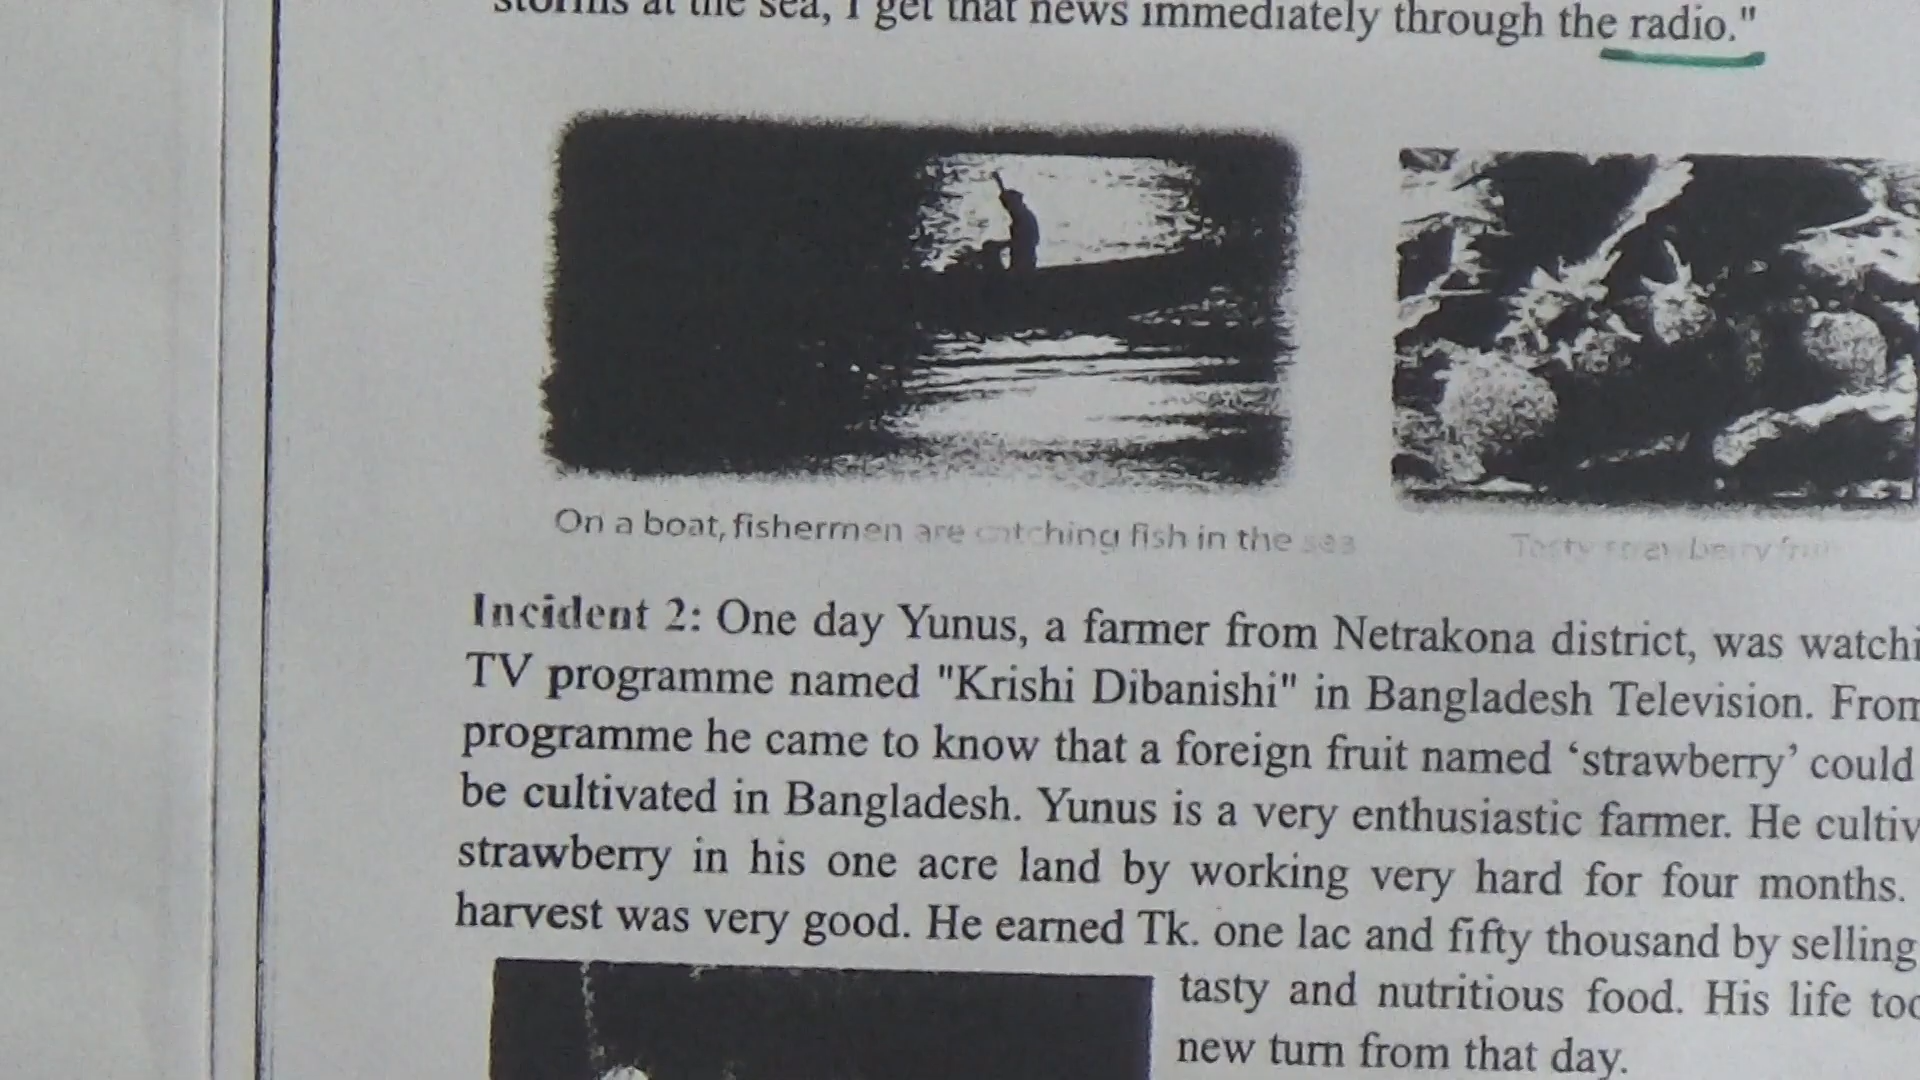 storms at the sea, I get that news immediately through the radio."
On a boat, fishermen are catching fish in the sea
Tasty
Incident 2: One day Yunus, a farmer from Netrakona district, was watchi
TV programme named "Krishi Dibanishi" in Bangladesh Television. From
programme he came to know that a foreign fruit named ‘strawberry’ could
be cultivated in Bangladesh. Yunus is a very enthusiastic farmer. He cultiv
strawberry in his one acre land by working very hard for four months.
harvest was very good. He earned Tk. one lac and fifty thousand by selling
tasty and nutritious food. His life too
new turn from that day.